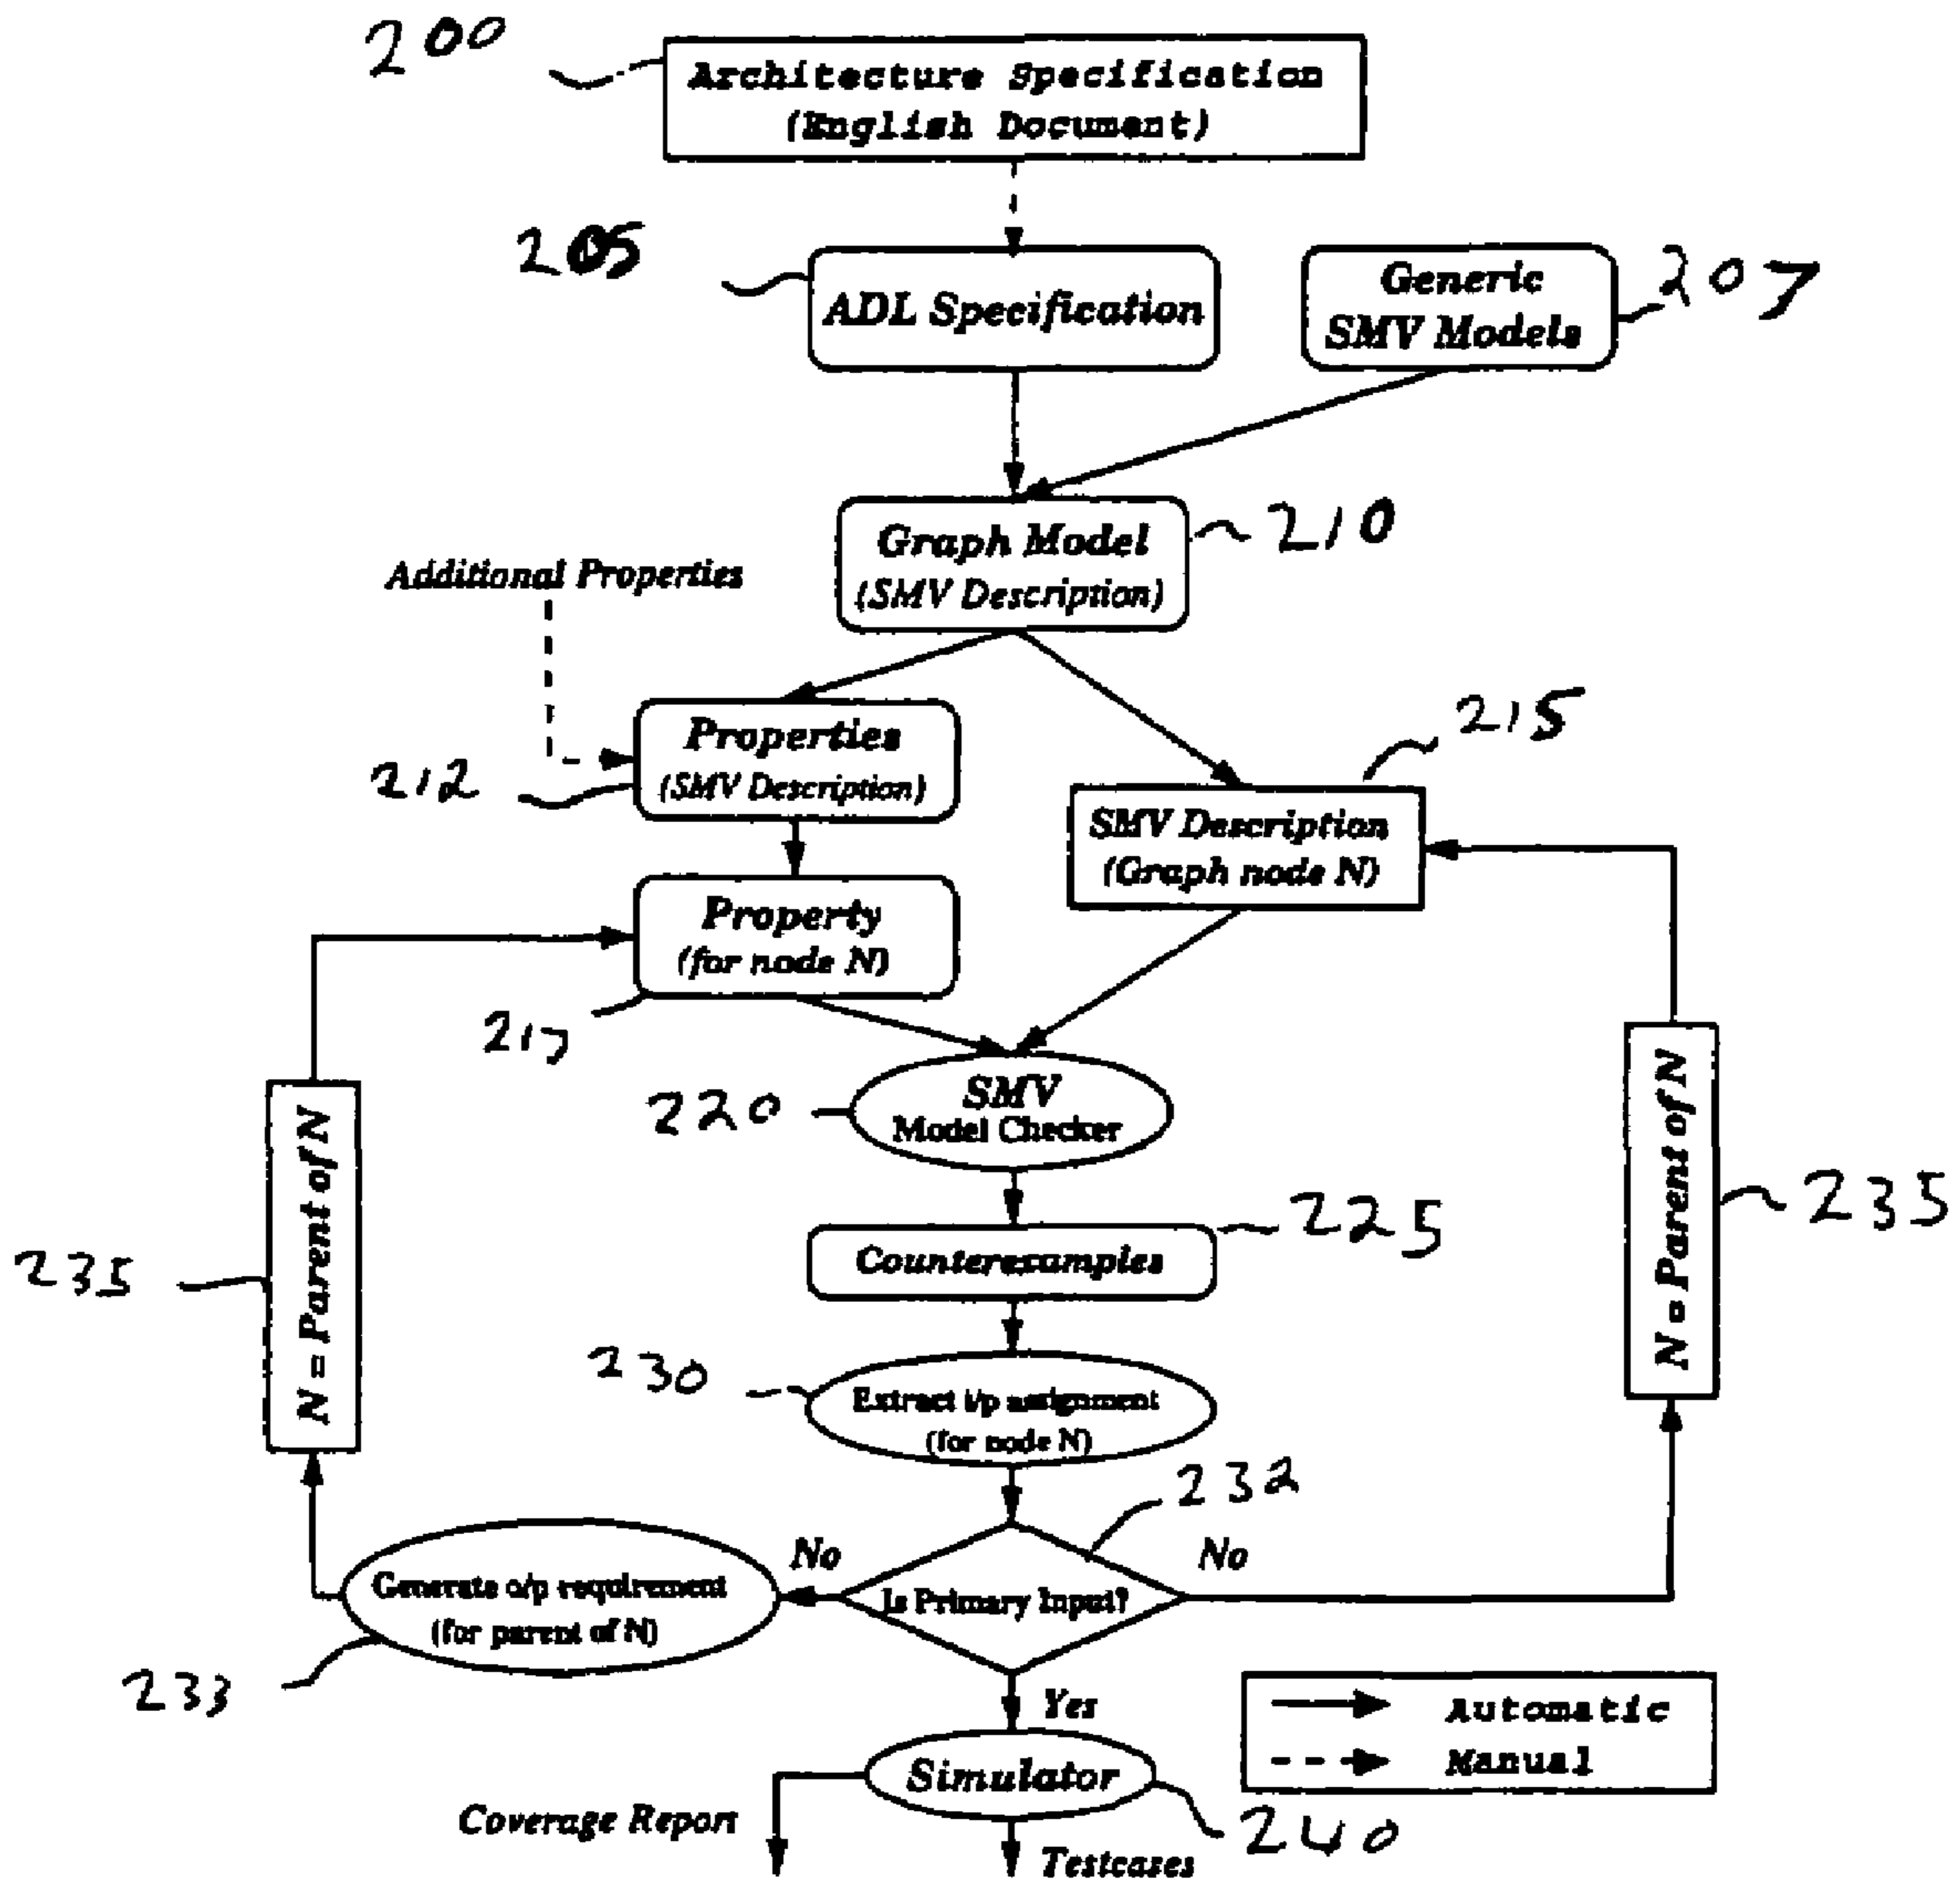 200
Architecture Specification
(English Document)
205
ADL Specification
Generic
SMV Models
207
Graph Model
(SMV Description)
210
Additional Properties
Properties
(SMV Description)
212
215
SMV Description
(Graph node N)
Property
(for node N)
217
SMV
Model Checker
220
N = Parent of N
235
N = Parent of N
235
Counterexamples
225
230
Extract i/p assignment
(for node N)
232
No
Is Primary Input?
No
Generate o/p requirement
(for parent of N)
233
Yes
Simulator
240
Coverage Report
Testcases
Automatic
Manual